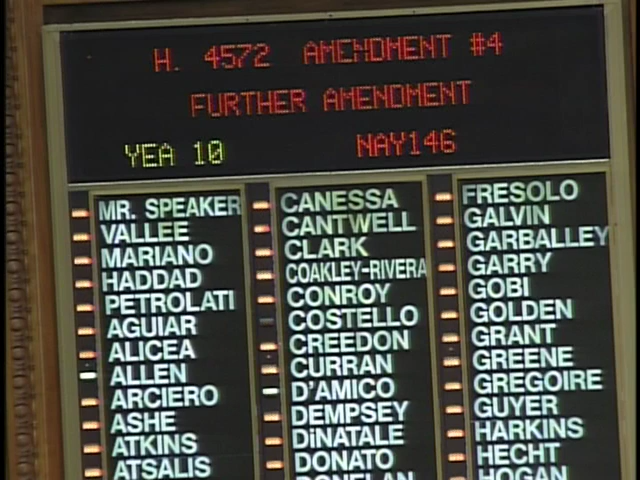 H. 4572 AMENDMENT #4
FURTHER AMENDMENT
YEA 10 NAY146
MR. SPEAKER
VALLEE
MARIANO
HADDAD
PETROLATI
AGUIAR
ALICEA
ALLEN
ARCIERO
ASHE
ATKINS
ATSALIS
CANESSA
CANTWELL
CLARK
COAKLEY-RIVERA
CONROY
COSTELLO
CREEDON
CURRAN
D'AMICO
DEMPSEY
DiNATALE
DONATO
DONELAN
FRESOLO
GALVIN
GARBALLEY
GARRY
GOBI
GOLDEN
GRANT
GREENE
GREGOIRE
GUYER
HARKINS
HECHT
HOGAN